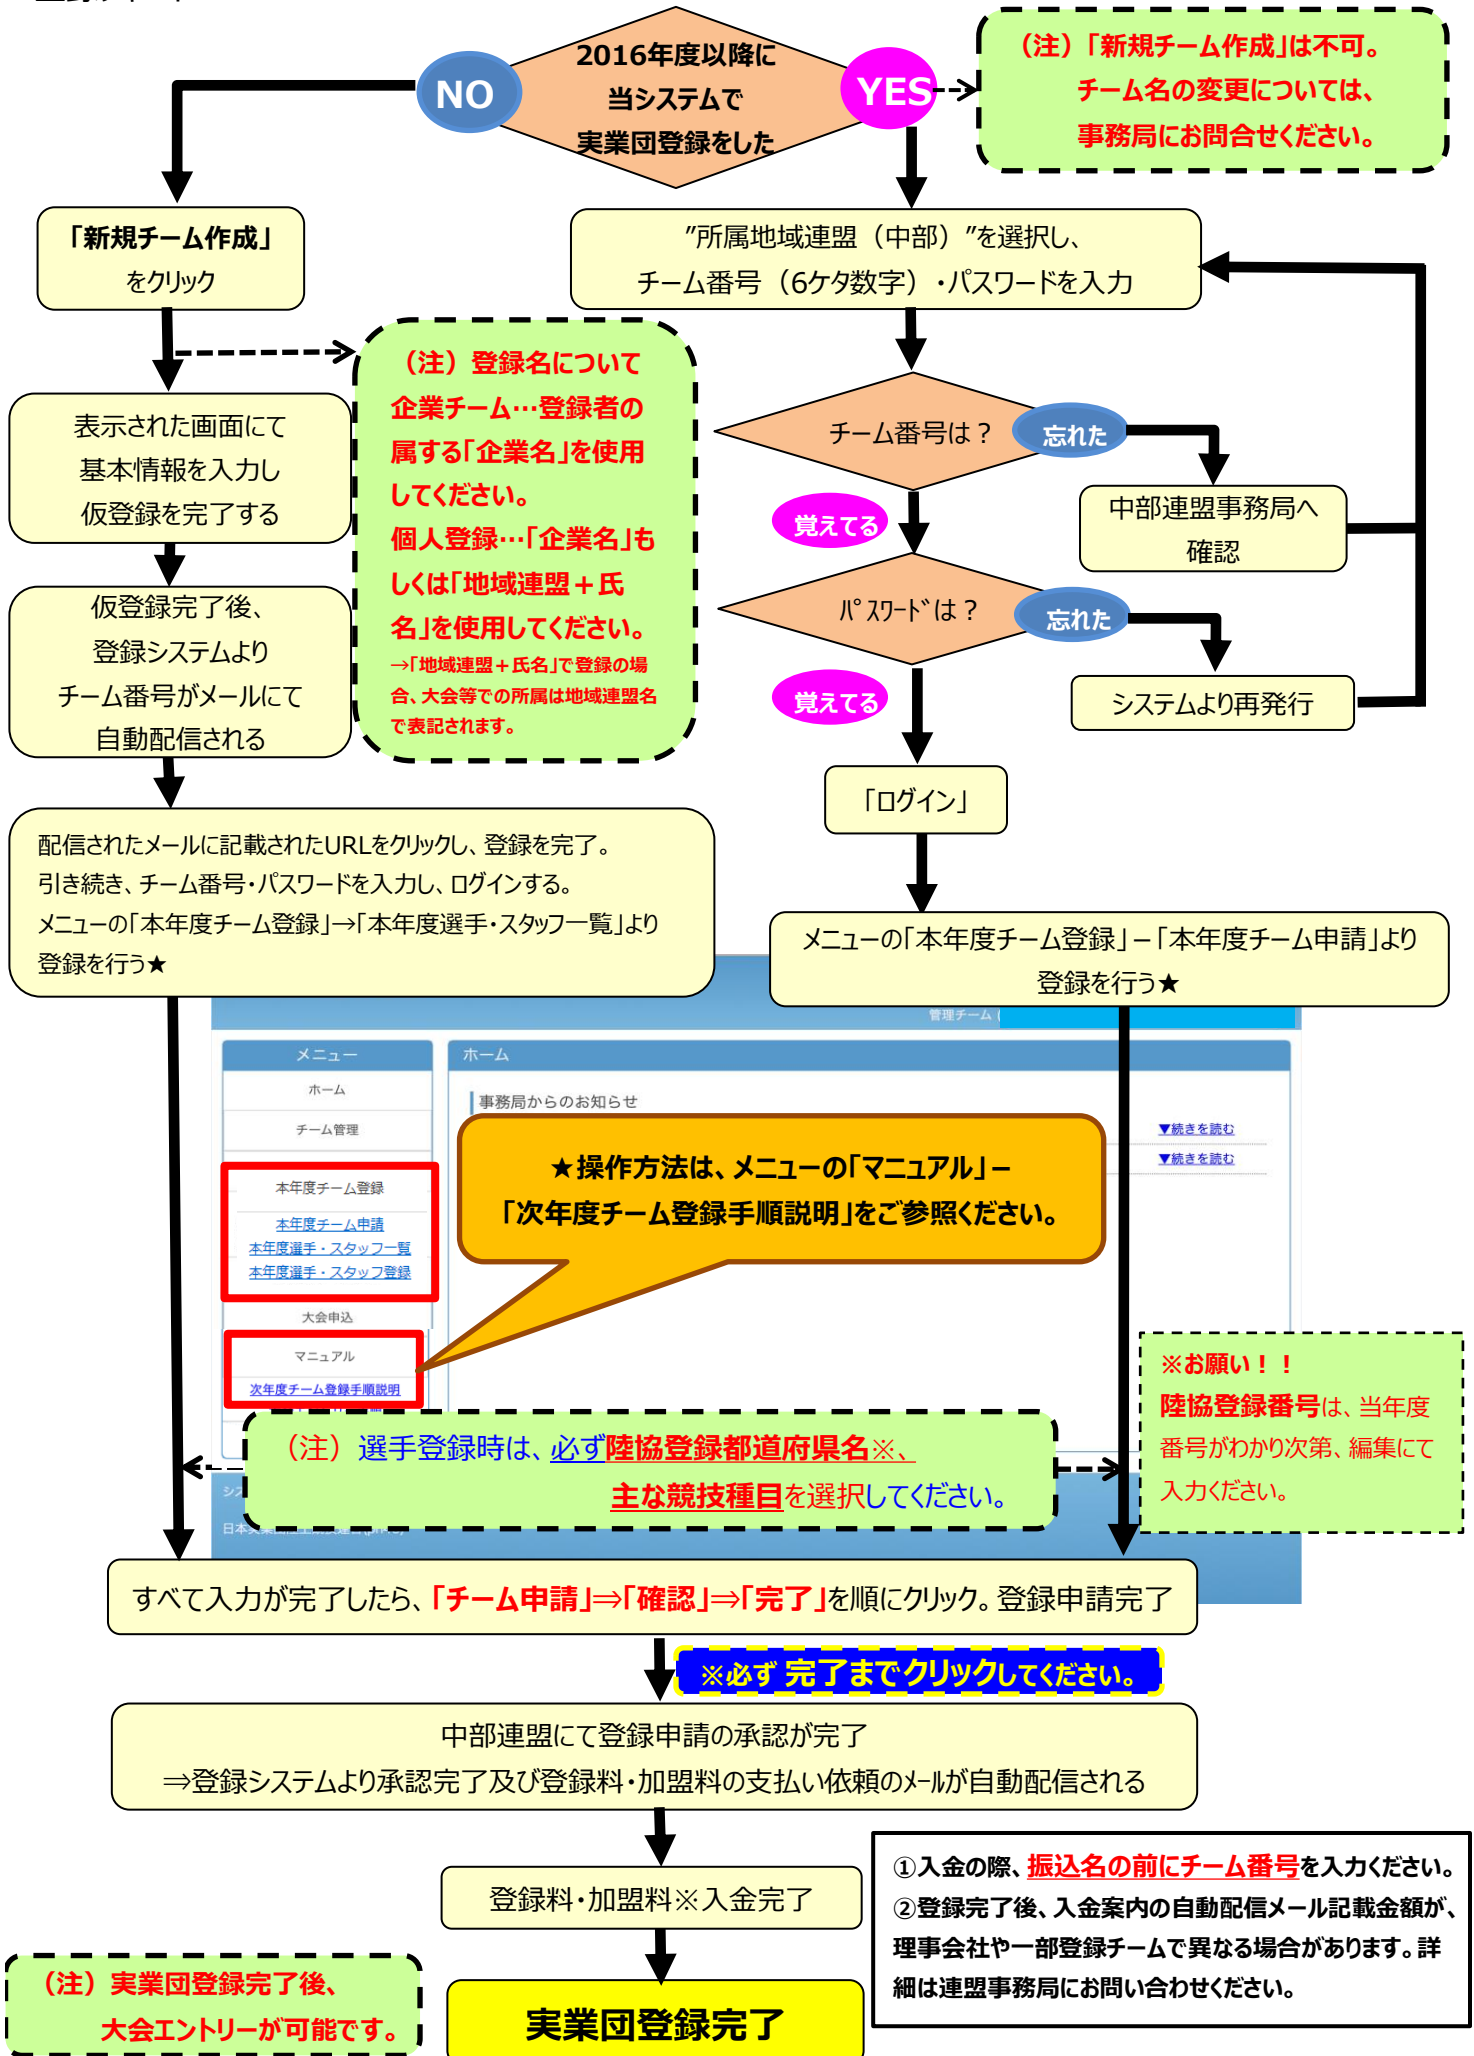 2016年度以降に
当システムで
実業団登録をした
NO
YES
（注）「新規チーム作成」は不可。
チーム名の変更については、
事務局にお問合せください。
「新規チーム作成」
をクリック
”所属地域連盟（中部）”を選択し、
チーム番号（6ケタ数字）・パスワードを入力
（注）登録名について
企業チーム…登録者の
属する「企業名」を使用
してください。
個人登録…「企業名」も
しくは「地域連盟＋氏
名」を使用してください。
→「地域連盟＋氏名」で登録の場
合、大会等での所属は地域連盟名
で表記されます。
表示された画面にて
基本情報を入力し
仮登録を完了する
チーム番号は？
忘れた
覚えてる
中部連盟事務局へ
確認
パスワードは？
忘れた
覚えてる
システムより再発行
仮登録完了後、
登録システムより
チーム番号がメールにて
自動配信される
「ログイン」
配信されたメールに記載されたURLをクリックし、登録を完了。
引き続き、チーム番号・パスワードを入力し、ログインする。
メニューの「本年度チーム登録」→「本年度選手・スタッフ一覧」より
登録を行う★
メニューの「本年度チーム登録」－「本年度チーム申請」より
登録を行う★
管理チーム（
メニュー
ホーム
ホーム
事務局からのお知らせ
チーム管理
▼続きを読む
▼続きを読む
★操作方法は、メニューの「マニュアル」－
「次年度チーム登録手順説明」をご参照ください。
本年度チーム登録
本年度チーム申請
本年度選手・スタッフ一覧
本年度選手・スタッフ登録
大会申込
マニュアル
次年度チーム登録手順説明
※お願い！！
陸協登録番号は、当年度
番号がわかり次第、編集にて
入力ください。
（注）選手登録時は、必ず陸協登録都道府県名※、
主な競技種目を選択してください。
すべて入力が完了したら、「チーム申請」⇒「確認」⇒「完了」を順にクリック。登録申請完了
※必ず 完了までクリックしてください。
中部連盟にて登録申請の承認が完了
⇒登録システムより承認完了及び登録料・加盟料の支払い依頼のメールが自動配信される
登録料・加盟料※入金完了
①入金の際、振込名の前にチーム番号を入力ください。
②登録完了後、入金案内の自動配信メール記載金額が、
理事会社や一部登録チームで異なる場合があります。詳
細は連盟事務局にお問い合わせください。
（注）実業団登録完了後、
大会エントリーが可能です。
実業団登録完了